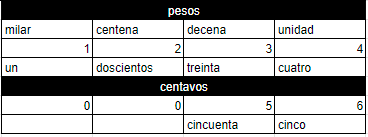 pesos
milar centena decena unidad
1 2 3 4
un doscientos treinta cuatro
centavos
0 0 5 6
cincuenta cinco